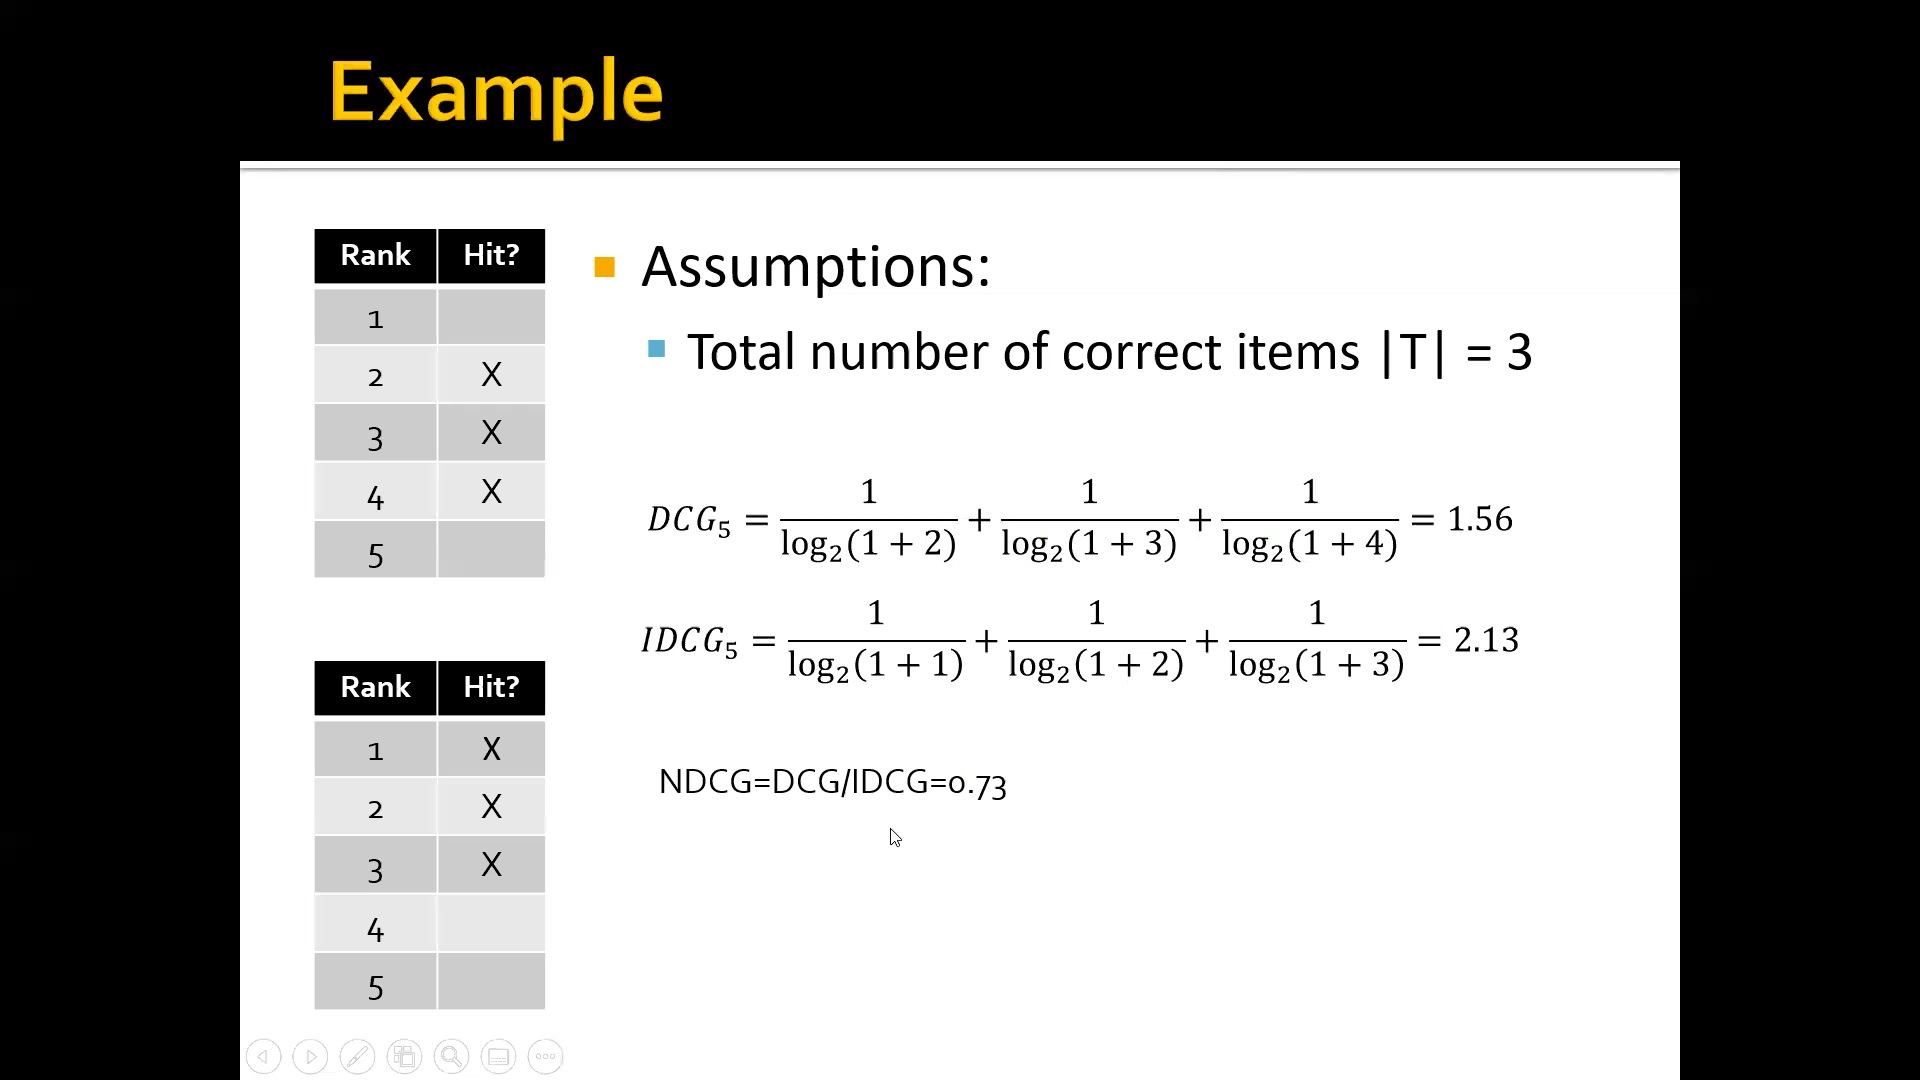 Example
Rank Hit?
1
2 X
3 X
4 X
5
Rank Hit?
1 X
2 X
3 X
4
5
Assumptions:
Total number of correct items |T| = 3
DCG₅ = 1/log₂(1 + 2) + 1/log₂(1 + 3) + 1/log₂(1 + 4) = 1.56
IDCG₅ = 1/log₂(1 + 1) + 1/log₂(1 + 2) + 1/log₂(1 + 3) = 2.13
NDCG=DCG/IDCG=0.73